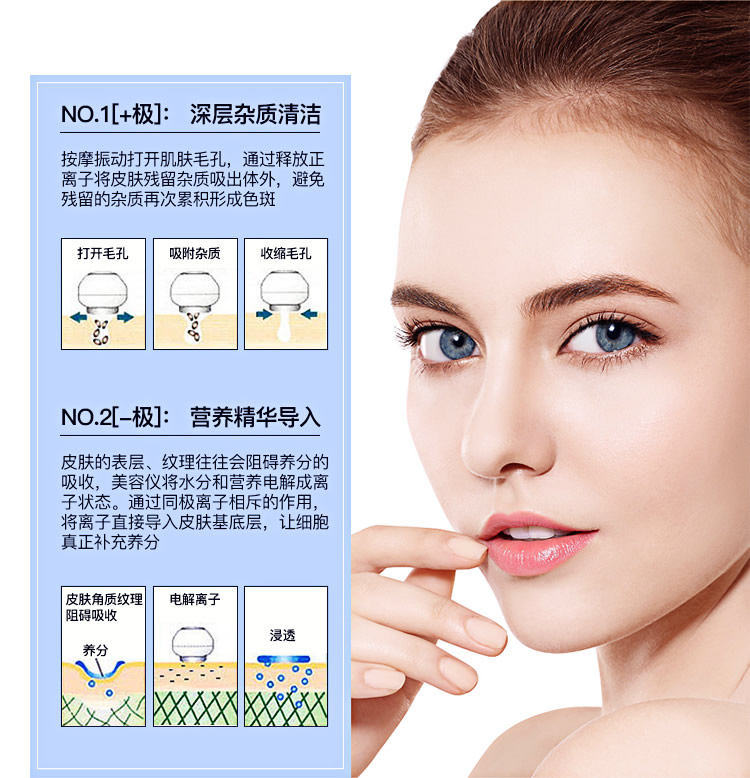 NO.1[+极]： 深层杂质清洁
按摩振动打开肌肤毛孔，通过释放正
离子将皮肤残留杂质吸出体外，避免
残留的杂质再次累积形成色斑
打开毛孔
吸附杂质
收缩毛孔
NO.2[-极]： 营养精华导入
皮肤的表层、纹理往往会阻碍养分的
吸收，美容仪将水分和营养电解成离
子状态。通过同极离子相斥的作用，
将离子直接导入皮肤基底层，让细胞
真正补充养分
皮肤角质纹理
阻碍吸收
养分
电解离子
浸透